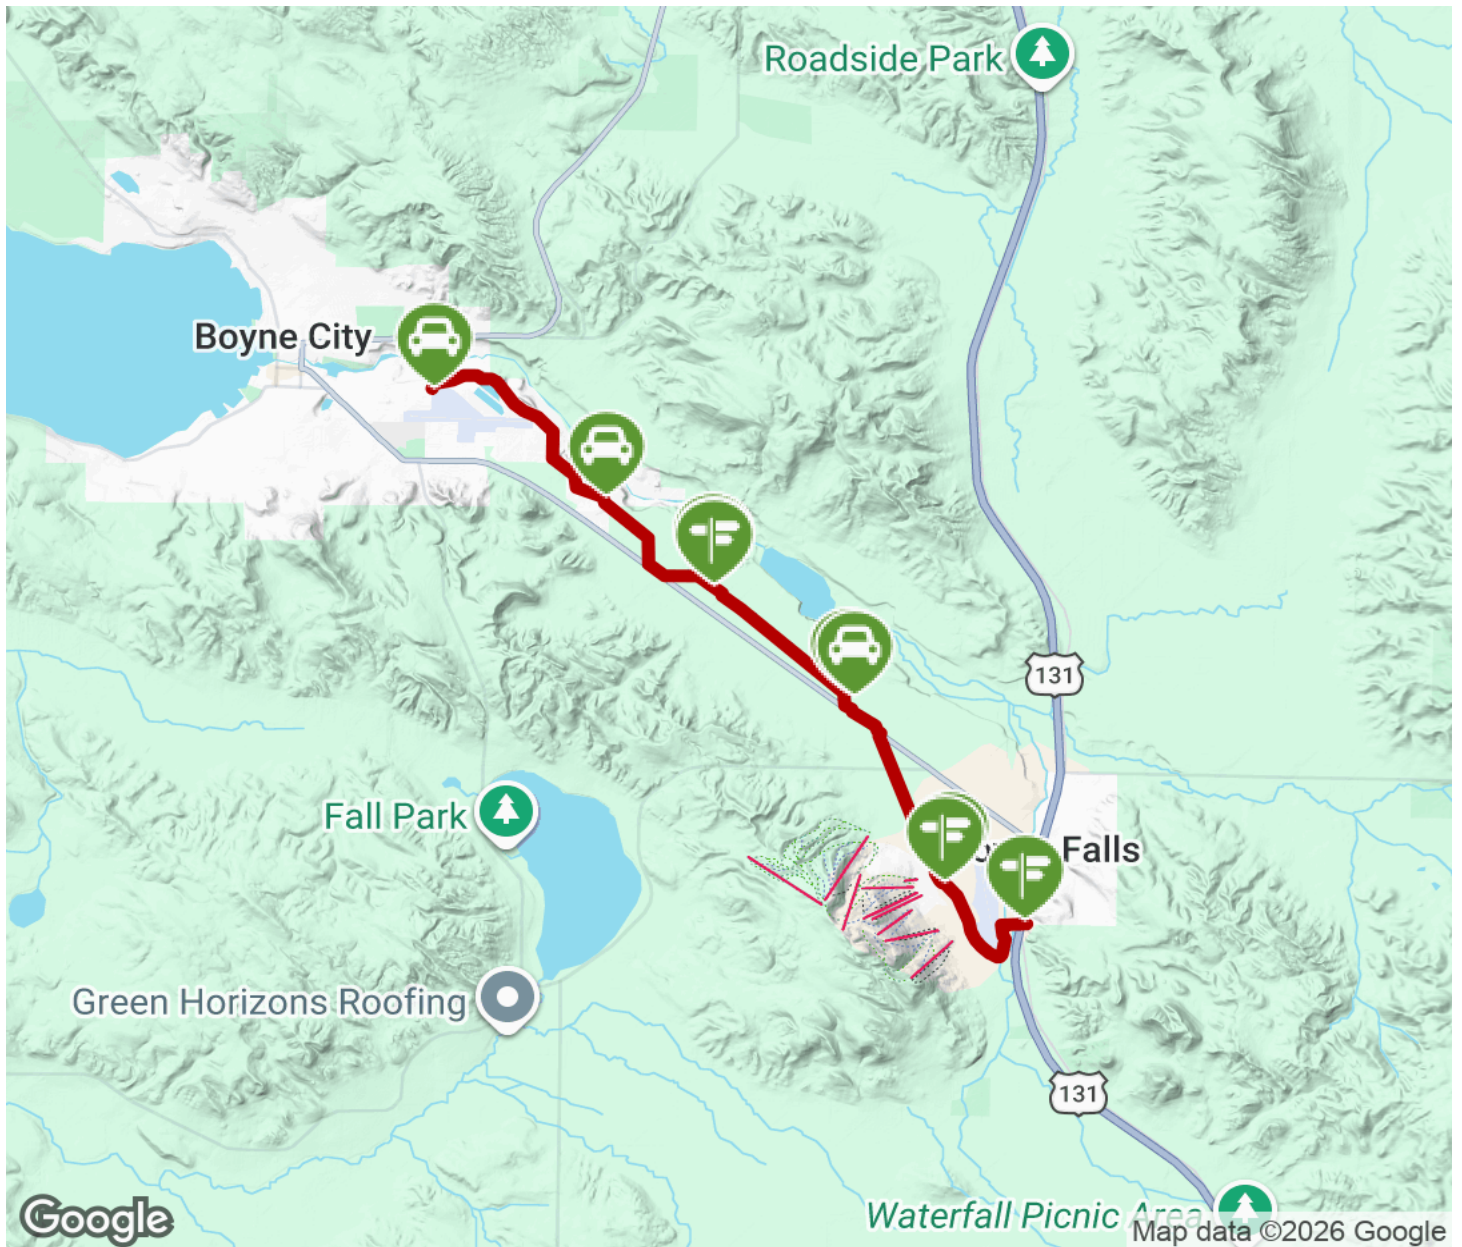 Roadside Park
Boyne City
131
Fall Park
Falls
Green Horizons Roofing
131
Waterfall Picnic Area
Google
Map data ©2026 Google